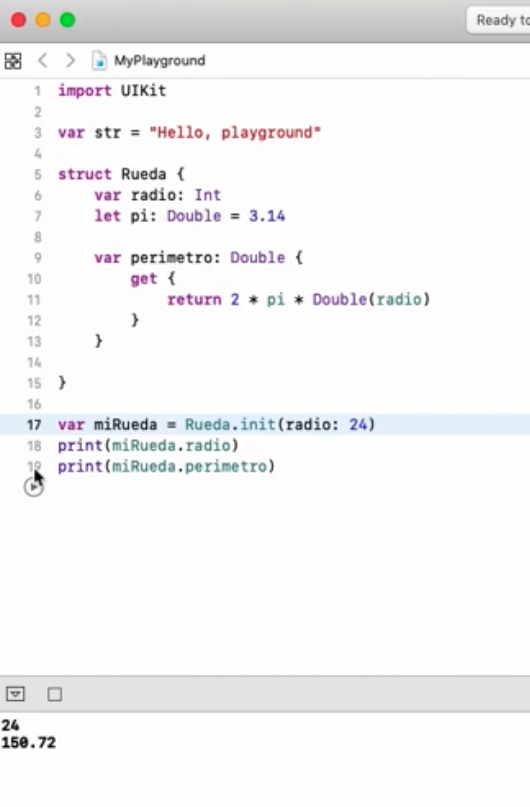 Ready to
MyPlayground
1 import UIKit
2
3 var str = "Hello, playground"
4
5 struct Rueda {
6     var radio: Int
7     let pi: Double = 3.14
8
9     var perimetro: Double {
10         get {
11             return 2 * pi * Double(radio)
12         }
13     }
14
15 }
16
17 var miRueda = Rueda.init(radio: 24)
18 print(miRueda.radio)
19 print(miRueda.perimetro)
24
150.72